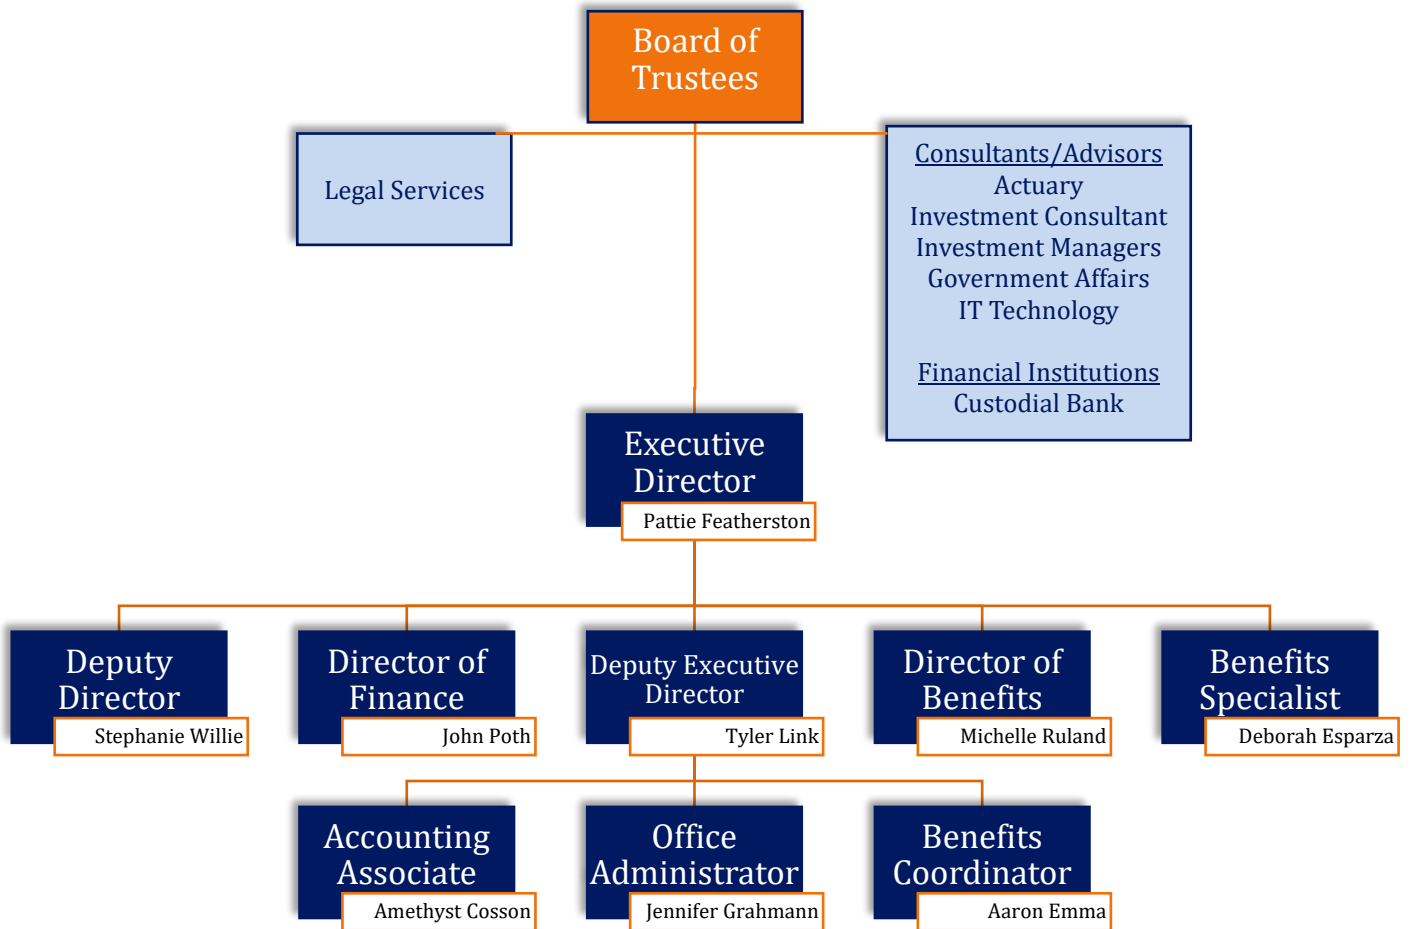 Board of
Trustees
Legal Services
Consultants/Advisors
Actuary
Investment Consultant
Investment Managers
Government Affairs
IT Technology
Financial Institutions
Custodial Bank
Executive
Director
Pattie Featherston
Deputy
Director
Stephanie Willie
Director of
Finance
John Poth
Deputy Executive
Director
Tyler Link
Director of
Benefits
Michelle Ruland
Benefits
Specialist
Deborah Esparza
Accounting
Associate
Amethyst Cosson
Office
Administrator
Jennifer Grahmann
Benefits
Coordinator
Aaron Emma